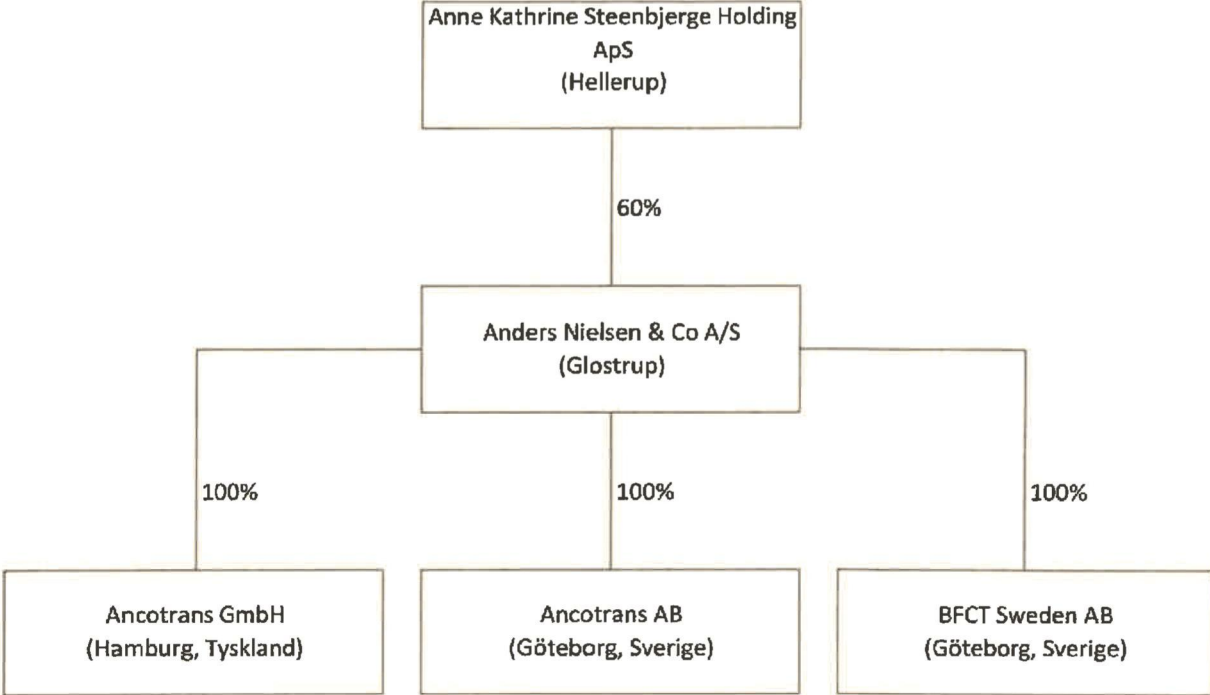 Anne Kathrine Steenbjerge Holding
ApS
(Hellerup)
60%
Anders Nielsen & Co A/S
(Glostrup)
100%
100%
100%
Ancotrans GmbH
(Hamburg, Tyskland)
Ancotrans AB
(Göteborg, Sverige)
BFCT Sweden AB
(Göteborg, Sverige)